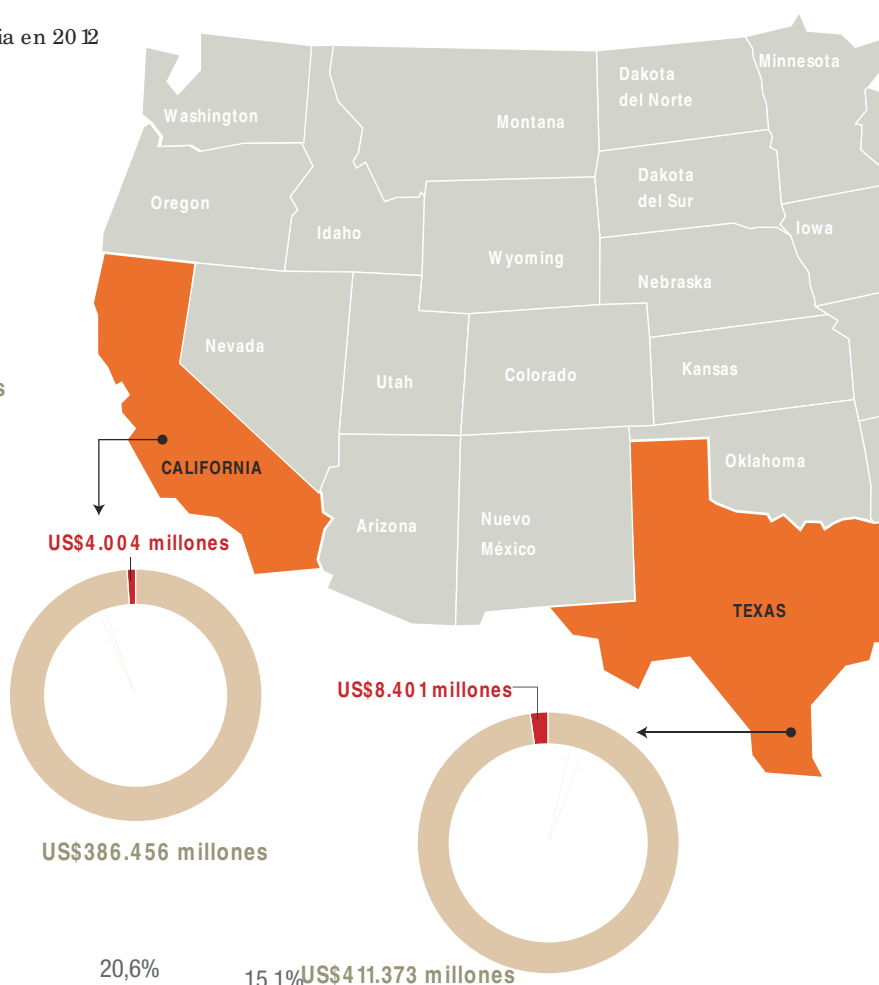 ia en 2012
Minnesota
Dakota
del Norte
Washington
Montana
Dakota
del Sur
Oregon
Idaho
Iowa
Wyoming
Nebraska
Nevada
Kansas
Colorado
Utah
s
CALIFORNIA
Oklahoma
Nuevo
México
Arizona
US$4.004 millones
TEXAS
US$8.401 millones
US$386.456 millones
20,6%
15,1%
US$411.373 millones